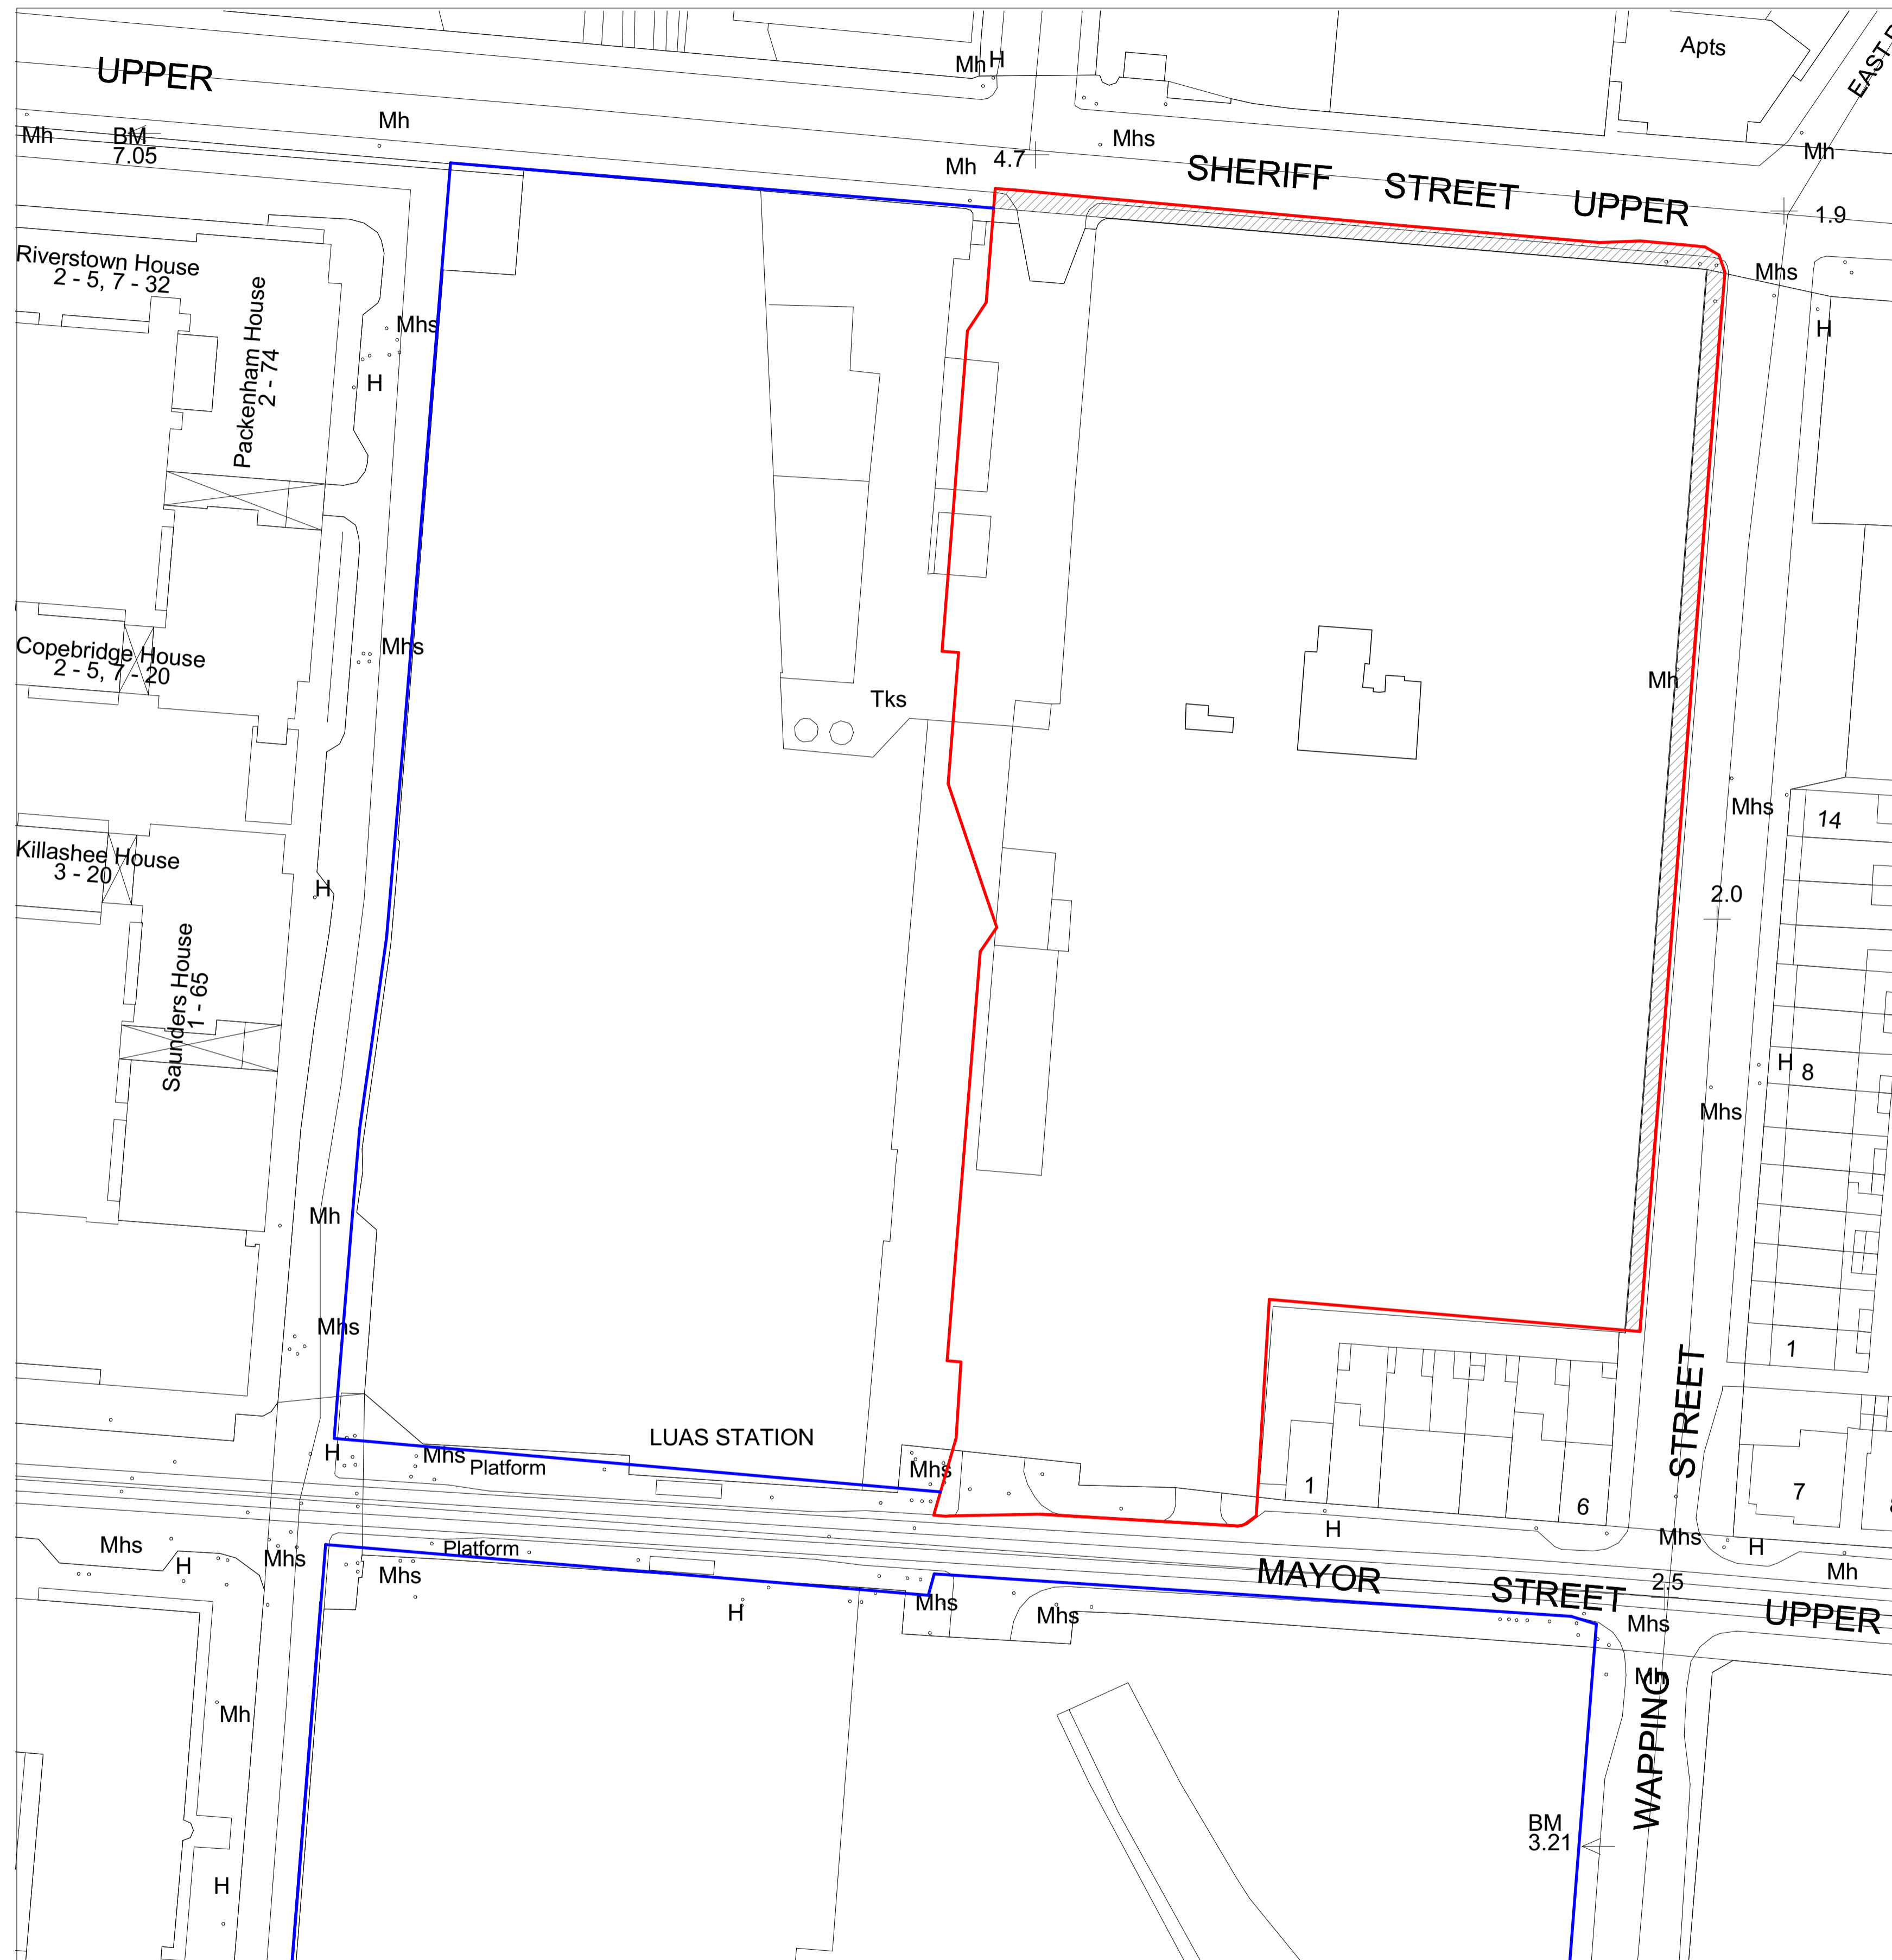 Apts
UPPER
Mh
H
Mh
BM
7.05
Mh
Mhs
4.7
Mh
SHERIFF STREET UPPER
Mh
1.9
Riverstown House
2 - 5, 7 - 32
Packenham House
2 - 74
Mhs
H
Mhs
H
Copebridge House
2 - 5, 7 - 20
Mhs
Tks
Mh
Mhs
14
Killashee House
3 - 20
H
2.0
Saunders House
1 - 65
H
8
Mhs
Mh
Mhs
1
STREET
LUAS STATION
H
Mhs
Platform
Mhs
1
6
7
H
Mhs
H
Mhs
H
Mhs
Platform
Mhs
MAYOR STREET UPPER
2.5
Mh
H
Mhs
Mhs
Mhs
Mh
Mh
WAPPING
BM
3.21
H